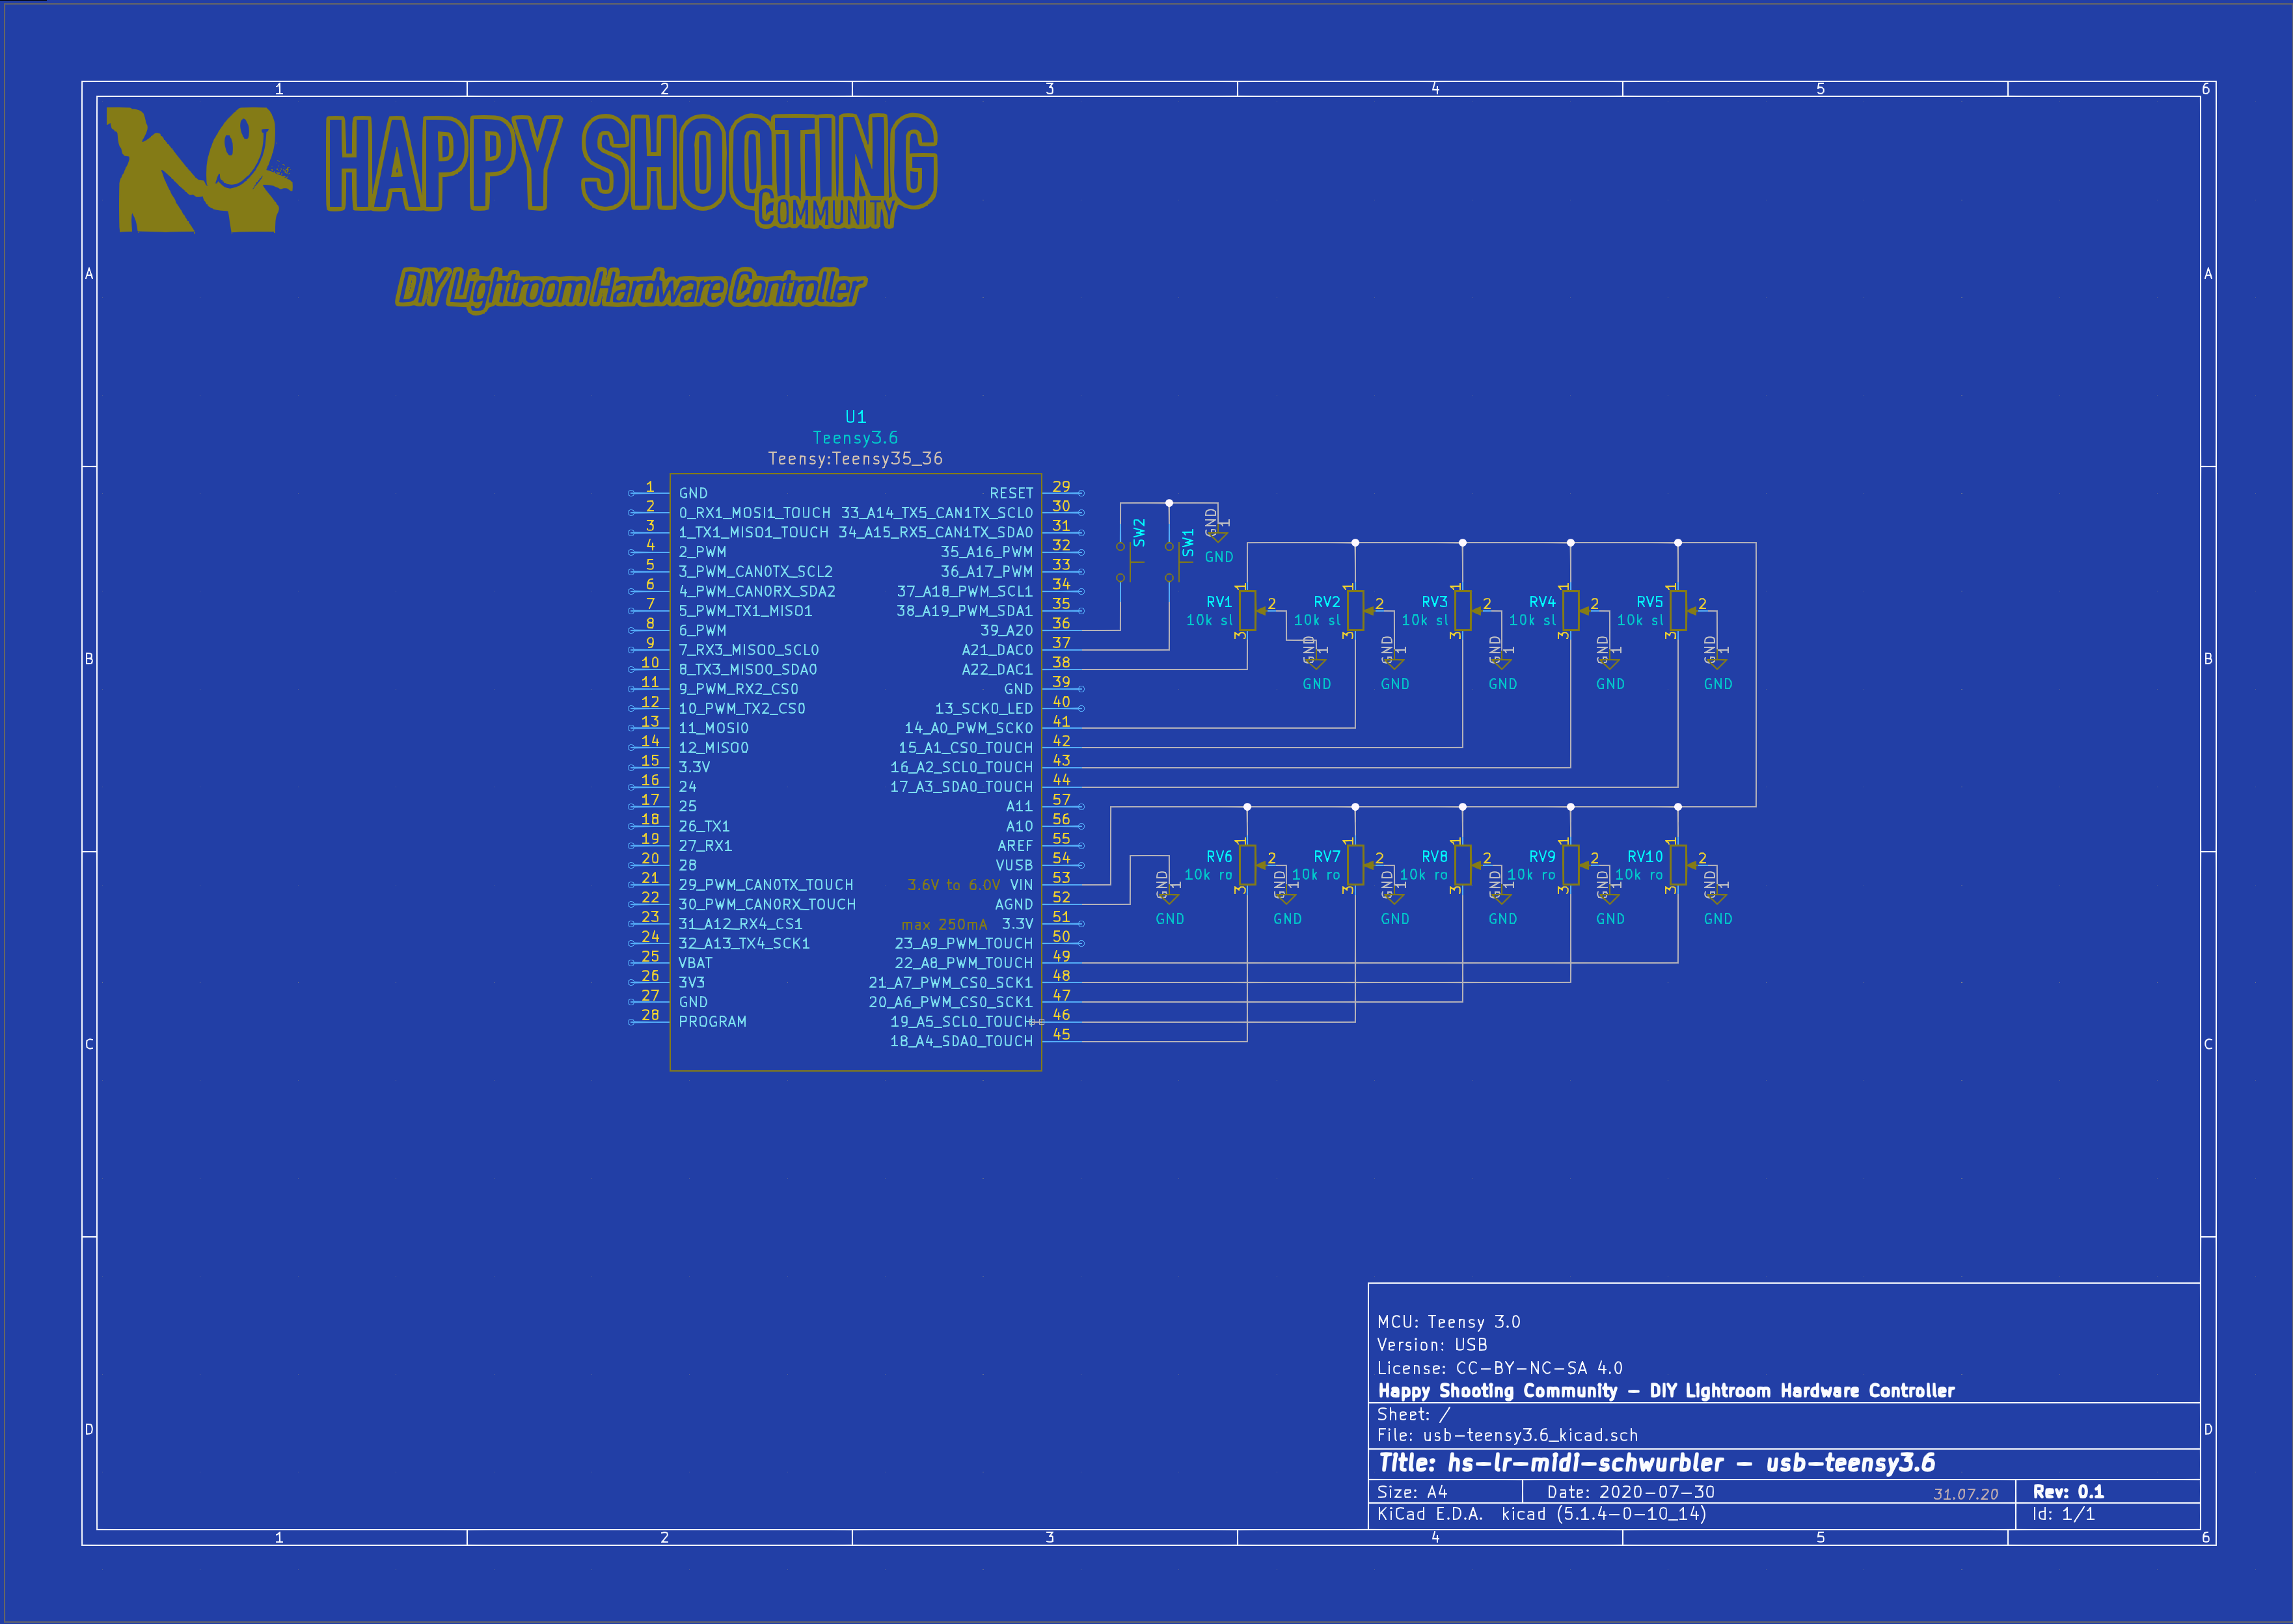 1 2 3 4 5 6
HAPPY SHOOTING
COMMUNITY
DIY Lightroom Hardware Controller
A A
B B
C C
D D
U1
Teensy3.6
Teensy:Teensy35_36
1 GND RESET 29
2 0_RX1_MOSI1_TOUCH 33_A14_TX5_CAN1TX_SCL0 30
3 1_TX1_MISO1_TOUCH 34_A15_RX5_CAN1TX_SDA0 31
4 2_PWM 35_A16_PWM 32
5 3_PWM_CAN0TX_SCL2 36_A17_PWM 33
6 4_PWM_CAN0RX_SDA2 37_A18_PWM_SCL1 34
7 5_PWM_TX1_MISO1 38_A19_PWM_SDA1 35
8 6_PWM 39_A20 36
9 7_RX3_MISO0_SCL0 A21_DAC0 37
10 8_TX3_MISO0_SDA0 A22_DAC1 38
11 9_PWM_RX2_CS0 GND 39
12 10_PWM_TX2_CS0 13_SCK0_LED 40
13 11_MOSI0 14_A0_PWM_SCK0 41
14 12_MISO0 15_A1_CS0_TOUCH 42
15 3.3V 16_A2_SCL0_TOUCH 43
16 24 17_A3_SDA0_TOUCH 44
17 25 A11 57
18 26_TX1 A10 56
19 27_RX1 AREF 55
20 28 VUSB 54
21 29_PWM_CAN0TX_TOUCH 3.6V to 6.0V VIN 53
22 30_PWM_CAN0RX_TOUCH AGND 52
23 31_A12_RX4_CS1 max 250mA 3.3V 51
24 32_A13_TX4_SCK1 23_A9_PWM_TOUCH 50
25 VBAT 22_A8_PWM_TOUCH 49
26 3V3 21_A7_PWM_CS0_SCK1 48
27 GND 20_A6_PWM_CS0_SCK1 47
28 PROGRAM 19_A5_SCL0_TOUCH 46
18_A4_SDA0_TOUCH 45
SW2 SW1 GND 1
GND
1 1 1 1 1
RV1 2 RV2 2 RV3 2 RV4 2 RV5 2
10k sl 10k sl 10k sl 10k sl 10k sl
3 3 3 3 3
GND 1 GND 1 GND 1 GND 1 GND 1
GND GND GND GND GND
1 1 1 1 1
RV6 2 RV7 2 RV8 2 RV9 2 RV10 2
10k ro 10k ro 10k ro 10k ro 10k ro
3 3 3 3 3
GND 1 GND 1 GND 1 GND 1 GND 1 GND 1
GND GND GND GND GND GND
MCU: Teensy 3.0
Version: USB
License: CC-BY-NC-SA 4.0
Happy Shooting Community - DIY Lightroom Hardware Controller
Sheet: /
File: usb-teensy3.6_kicad.sch
Title: hs-lr-midi-schwurbler - usb-teensy3.6
Size: A4 Date: 2020-07-30 31.07.20 Rev: 0.1
KiCad E.D.A. kicad (5.1.4-0-10_14) Id: 1/1
1 2 3 4 5 6